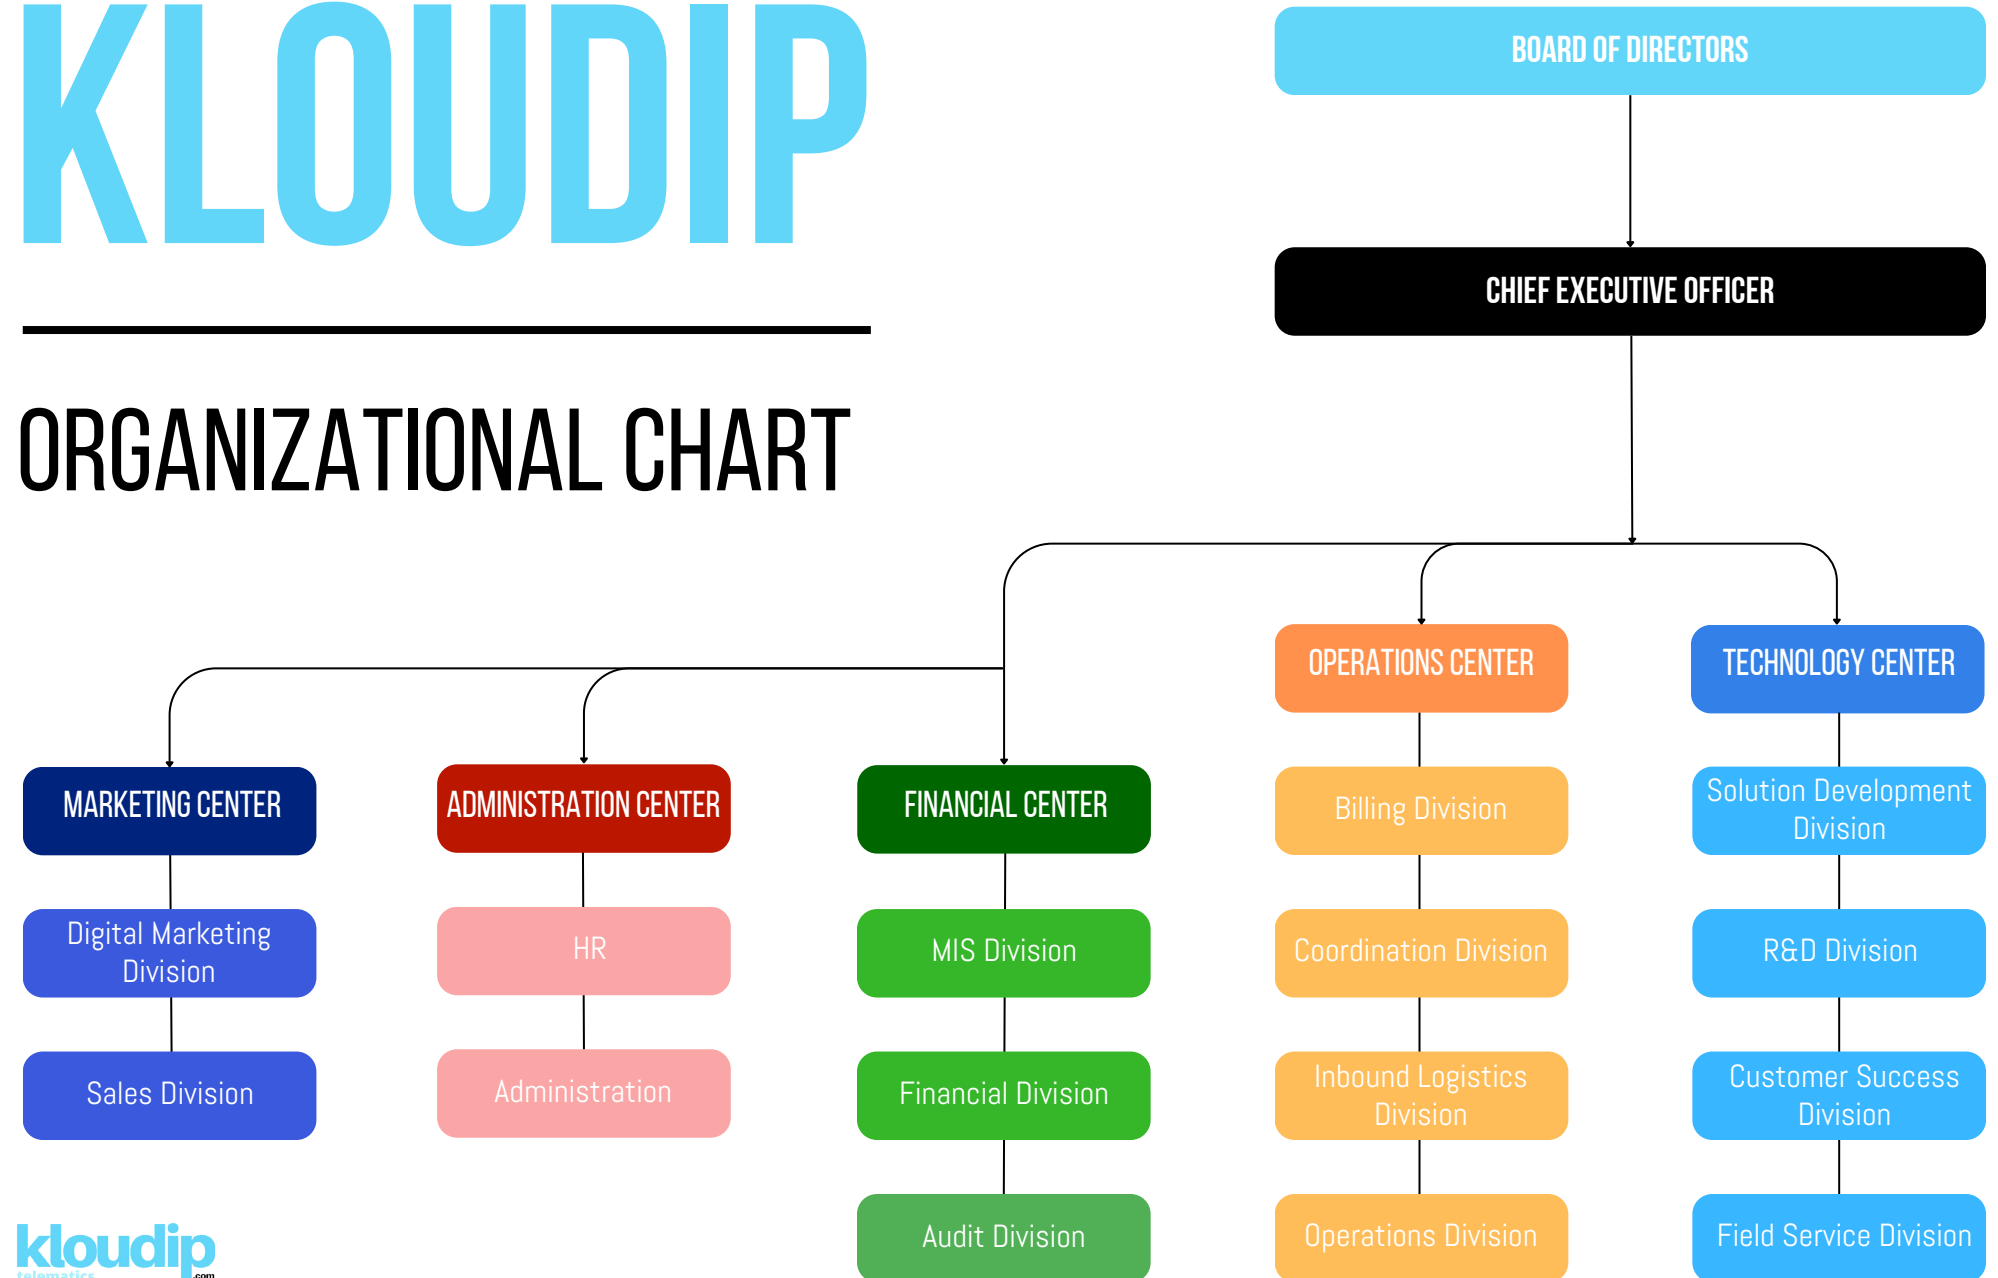 KLOUDIP
ORGANIZATIONAL CHART
BOARD OF DIRECTORS
CHIEF EXECUTIVE OFFICER
OPERATIONS CENTER
TECHNOLOGY CENTER
MARKETING CENTER
ADMINISTRATION CENTER
FINANCIAL CENTER
Billing Division
Solution Development
Division
Digital Marketing
Division
HR
MIS Division
Coordination Division
R&D Division
Sales Division
Administration
Financial Division
Inbound Logistics
Division
Customer Success
Division
Audit Division
Operations Division
Field Service Division
kloudip
telematics .com